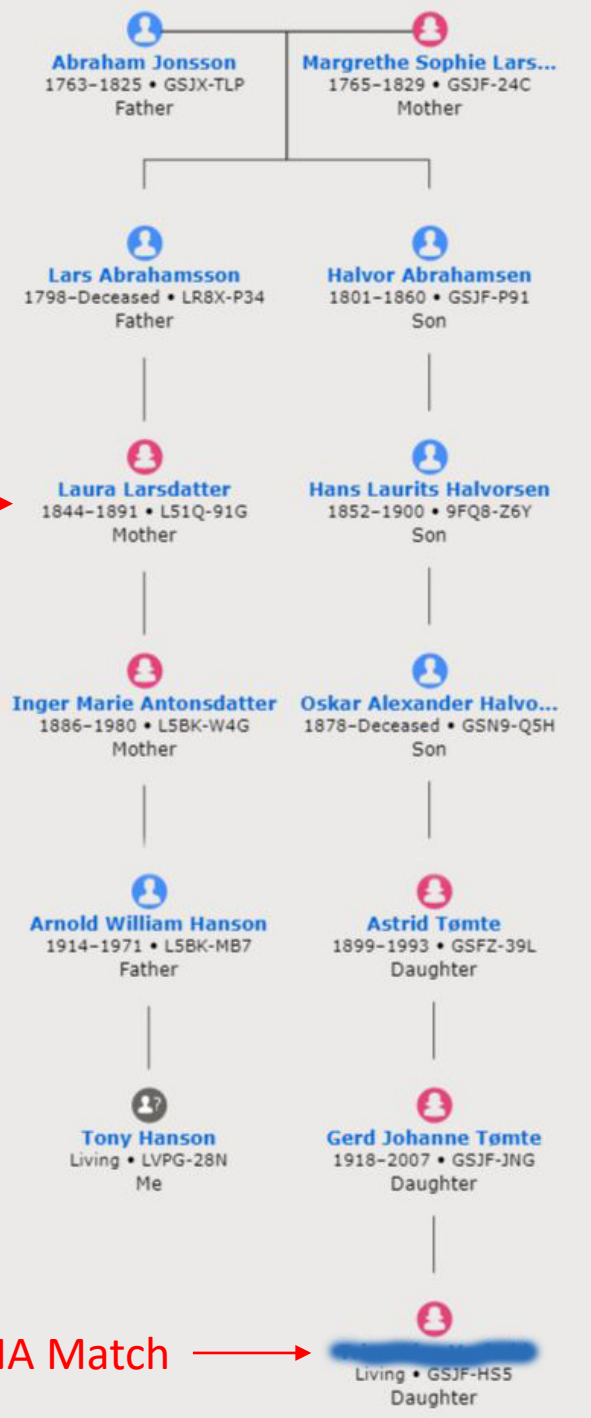 Abraham Jonsson
1763–1825 • GSJX-TLP
Father
Margrethe Sophie Lars...
1765–1829 • GSJF-24C
Mother
Lars Abrahamsson
1798–Deceased • LR8X-P34
Father
Halvor Abrahamsen
1801–1860 • GSJF-P91
Son
Laura Larsdatter
1844–1891 • L51Q-91G
Mother
Hans Laurits Halvorsen
1852–1900 • 9FQ8-Z6Y
Son
Inger Marie Antonsdatter
1886–1980 • L5BK-W4G
Mother
Oskar Alexander Halvo...
1878–Deceased • GSN9-Q5H
Son
Arnold William Hanson
1914–1971 • L5BK-MB7
Father
Astrid Tømte
1899–1993 • GSFZ-39L
Daughter
Tony Hanson
Living • LVPG-28N
Me
Gerd Johanne Tømte
1918–2007 • GSJF-JNG
Daughter
NA Match
Living • GSJF-HS5
Daughter